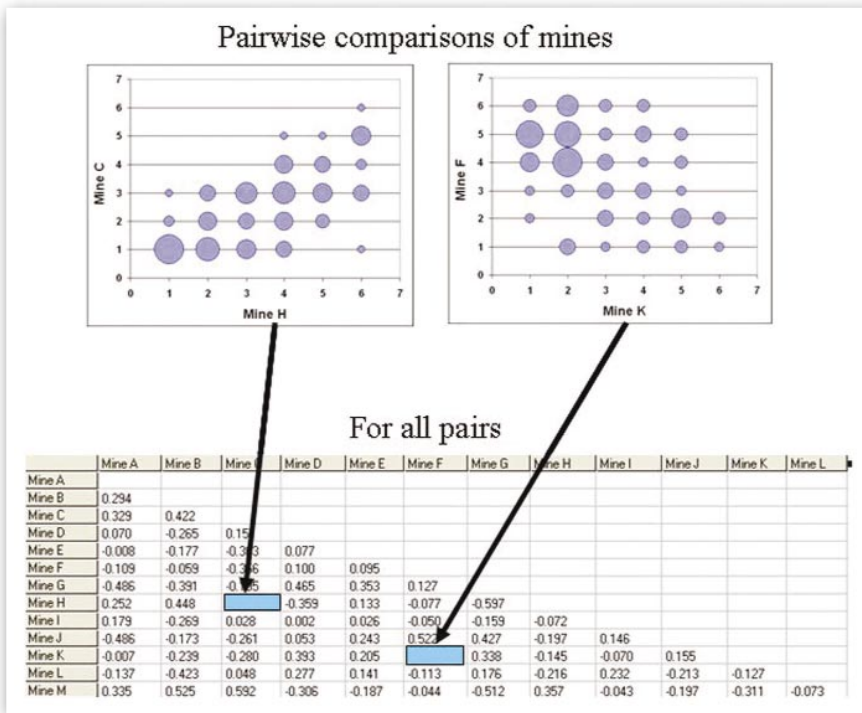 Pairwise comparisons of mines
7
6
5
4
3
2
1
0
Mine C
0 1 2 3 4 5 6 7
Mine H
7
6
5
4
3
2
1
0
Mine F
0 1 2 3 4 5 6 7
Mine K
For all pairs
Mine A Mine B Mine Mine D Mine E Mine F Mine G Mine H Mine I Mine J Mine K Mine L
Mine A
Mine B 0.294
Mine C 0.329 0.422
Mine D 0.070 -0.265
Mine E -0.008 -0.177 0.077
Mine F -0.109 -0.059 0.100 0.095
Mine G -0.486 -0.391 0.465 0.353 0.127
Mine H 0.252 0.448 -0.359 0.133 -0.077 -0.597
Mine I 0.179 -0.269 0.028 0.002 0.026 -0.050 -0.159 -0.072
Mine J -0.486 -0.173 -0.261 0.053 0.243 0.427 -0.197 0.146
Mine K -0.007 -0.239 -0.280 0.393 0.205 0.338 -0.145 -0.070 0.155
Mine L -0.137 -0.423 0.048 0.277 0.141 -0.113 0.176 -0.216 0.232 -0.213 -0.127
Mine M 0.335 0.525 0.592 -0.306 -0.187 -0.044 -0.512 0.357 -0.043 -0.197 -0.311 -0.073